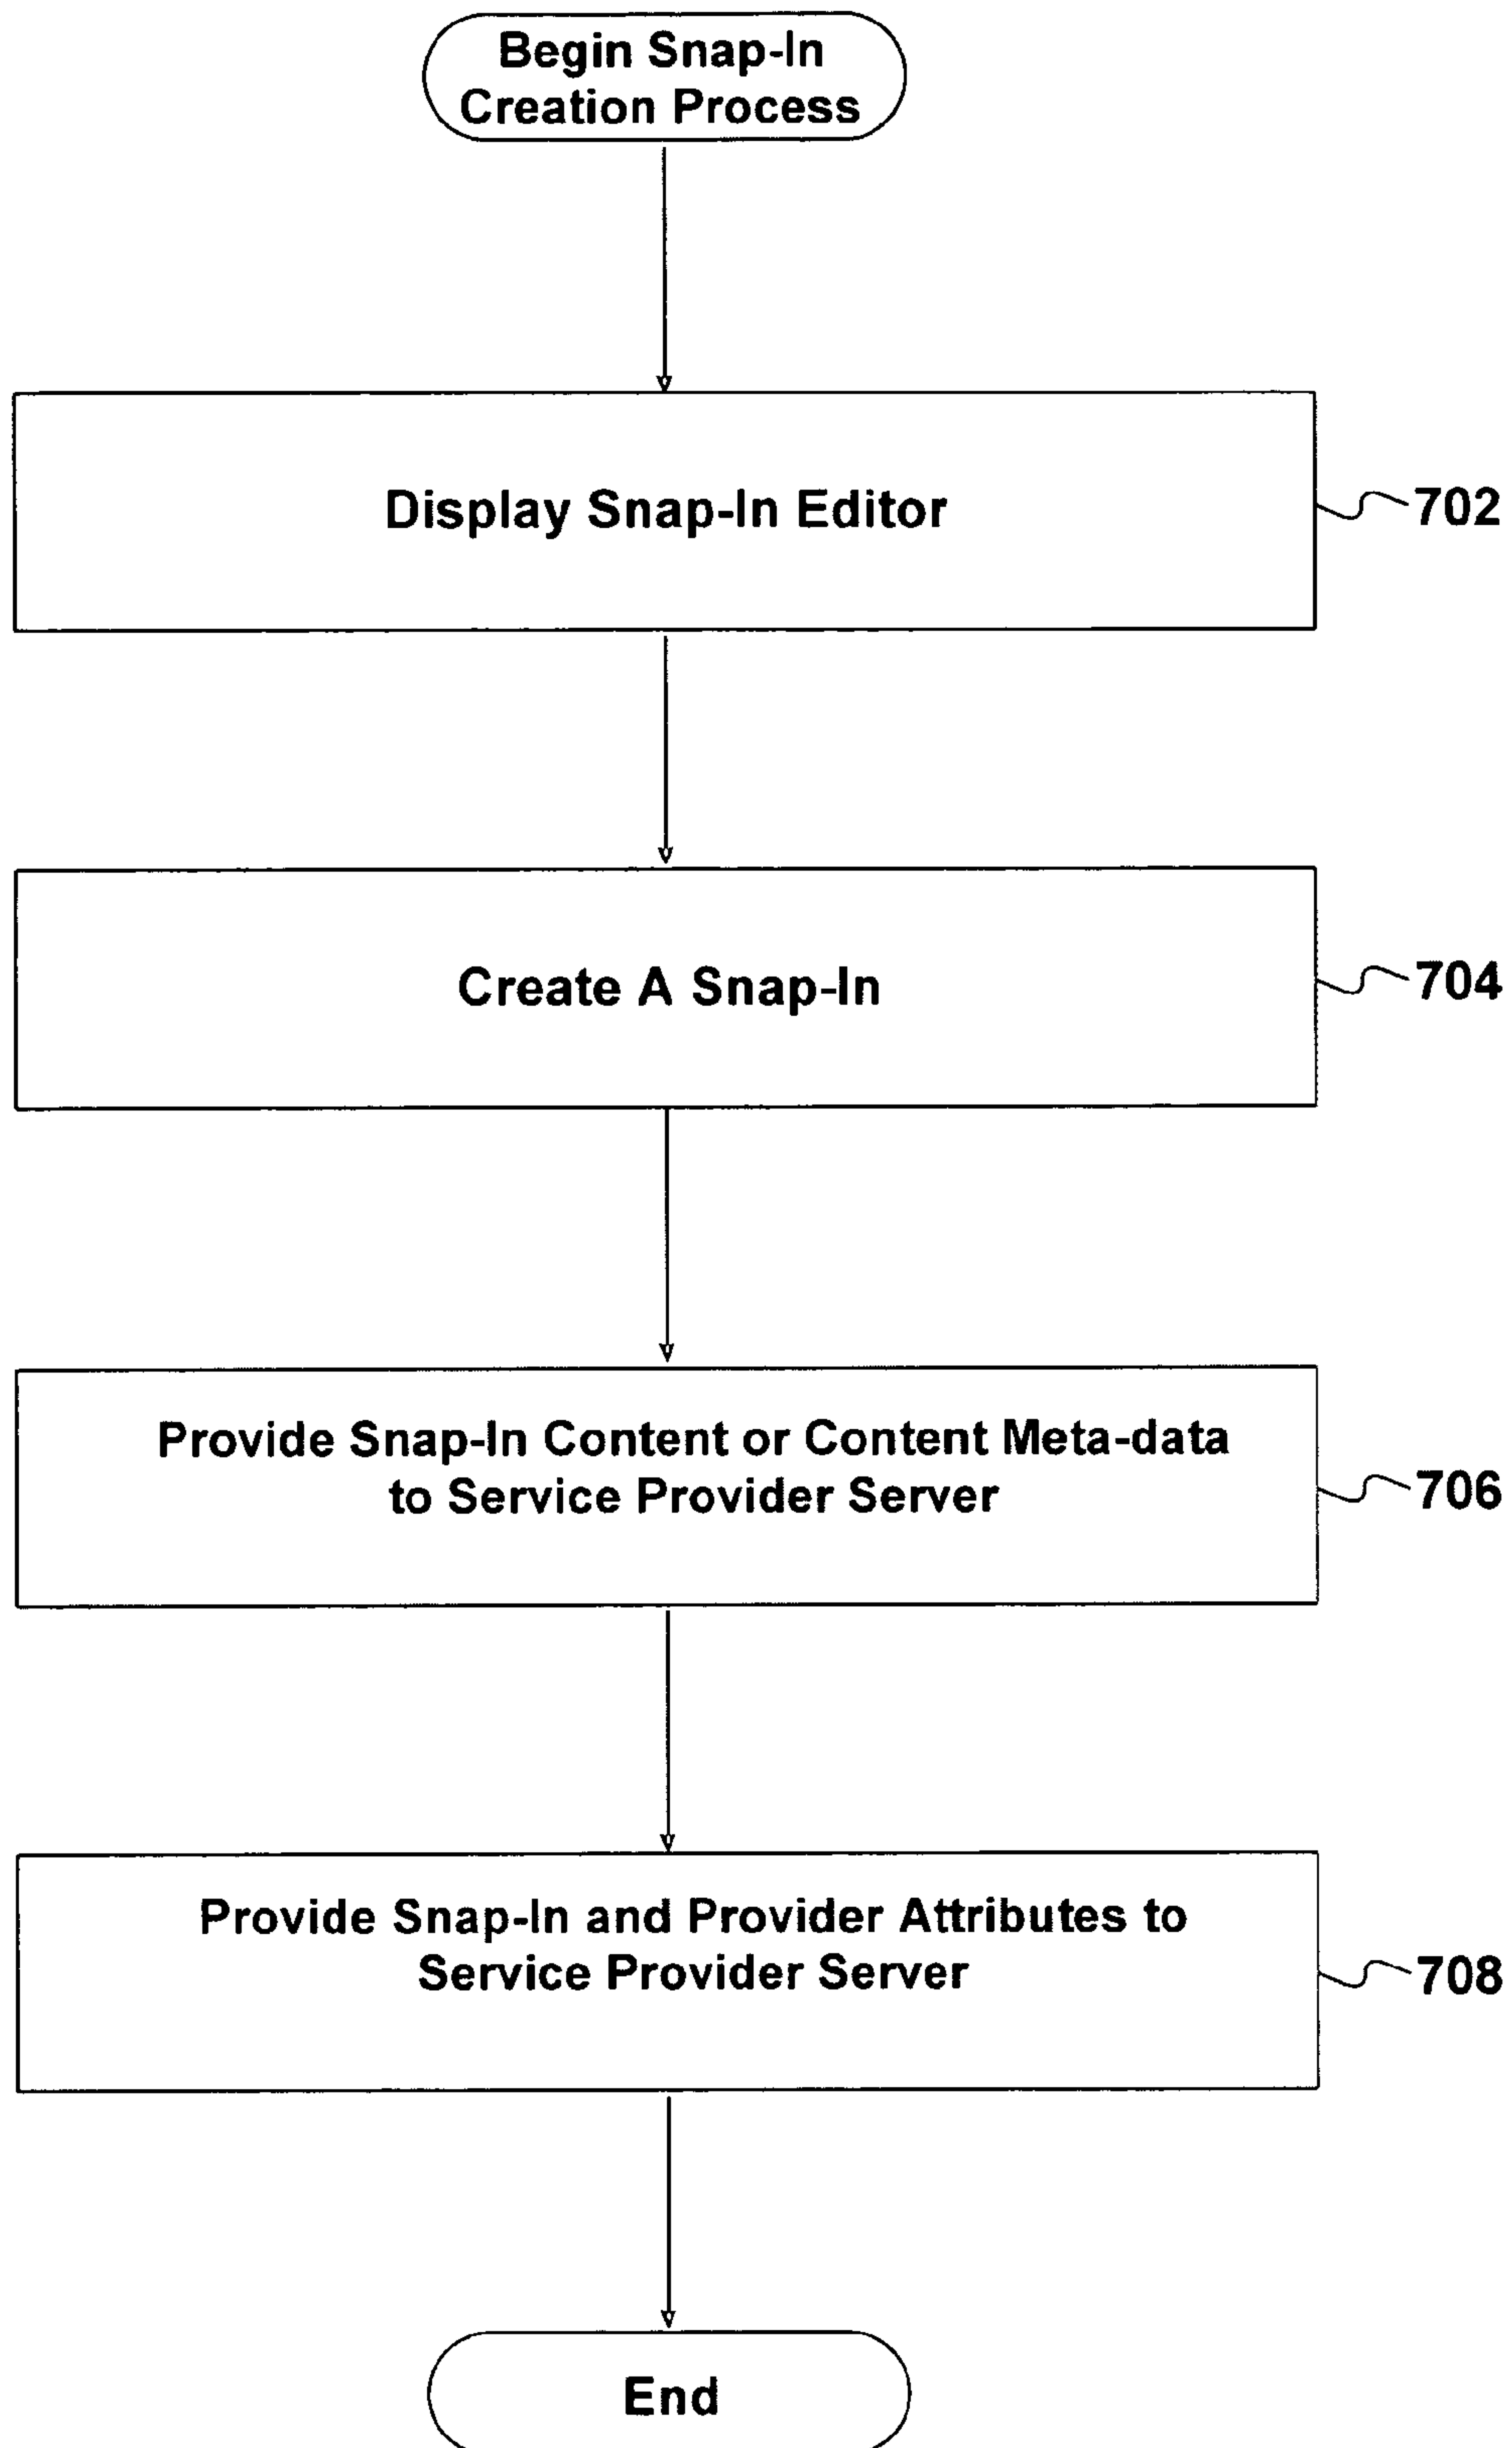 Begin Snap-In
Creation Process
Display Snap-In Editor
702
Create A Snap-In
704
Provide Snap-In Content or Content Meta-data
to Service Provider Server
706
Provide Snap-In and Provider Attributes to
Service Provider Server
708
End